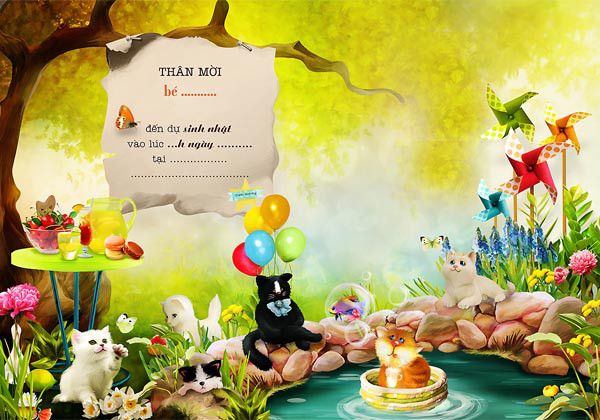 THÂN MỜI
bé ...........
đến dự sinh nhật
vào lúc ...h ngày ..........
tại ................
................................